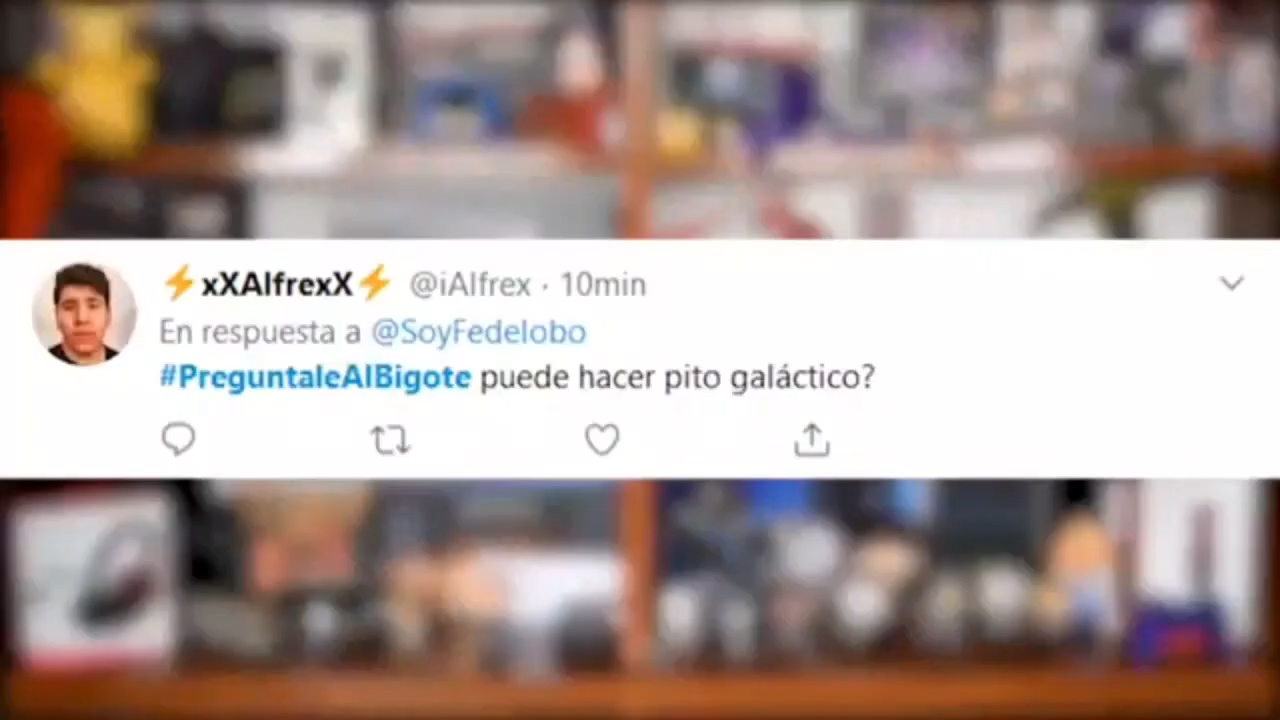 ⚡xXAlfrexX⚡ @iAlfrex · 10min
En respuesta a @SoyFedelobo
#PreguntaleAlBigote puede hacer pito galáctico?